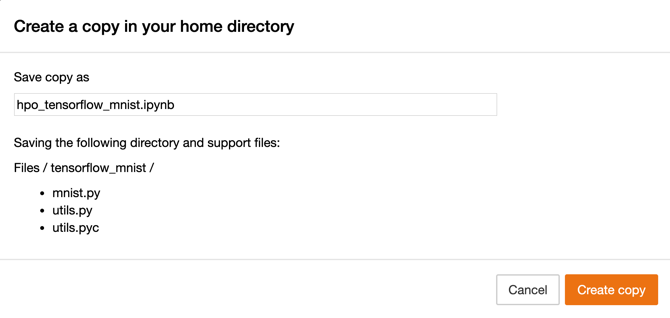 Create a copy in your home directory
Save copy as
hpo_tensorflow_mnist.ipynb
Saving the following directory and support files:
Files / tensorflow_mnist /
• mnist.py
• utils.py
• utils.pyc
Cancel
Create copy